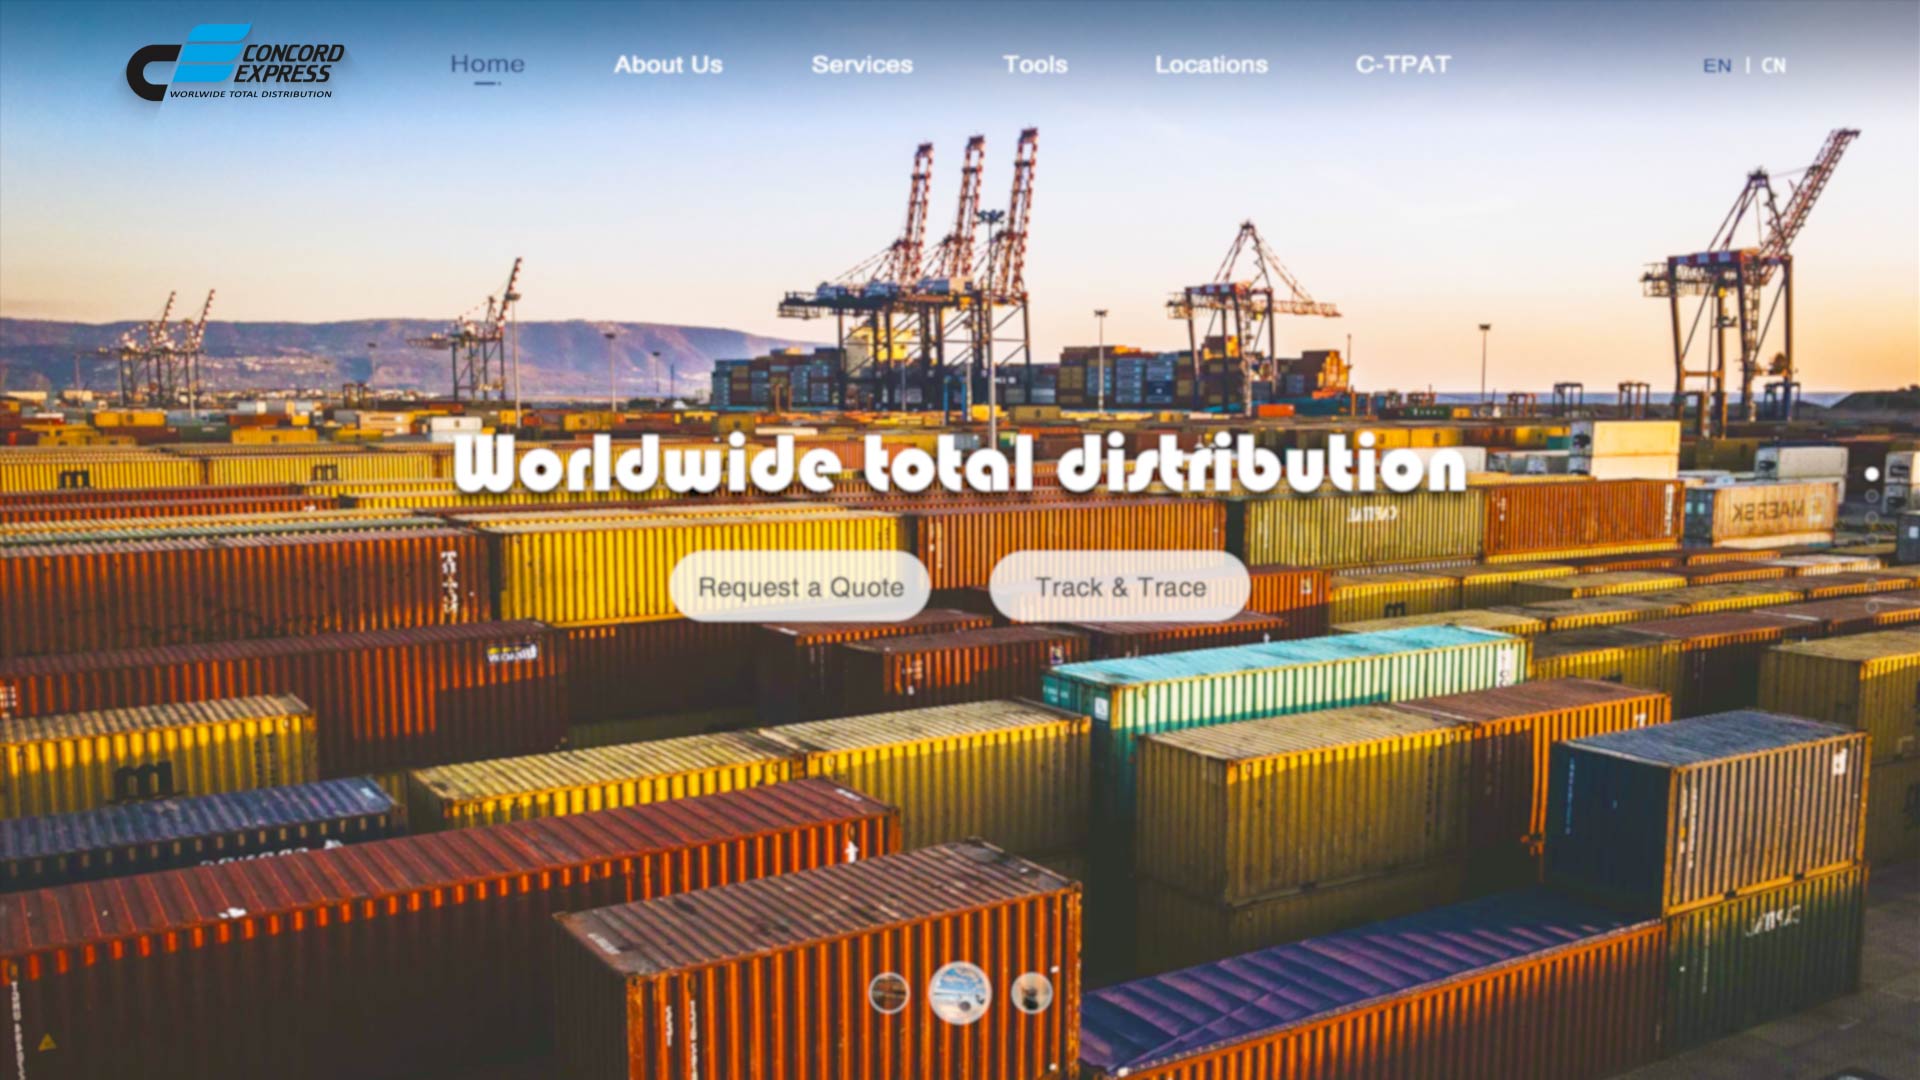 CONCORD
EXPRESS
WORLWIDE TOTAL DISTRIBUTION
Home
About Us
Services
Tools
Locations
C-TPAT
EN | CN
Worldwide total distribution
MAERSK
Request a Quote
Track & Trace